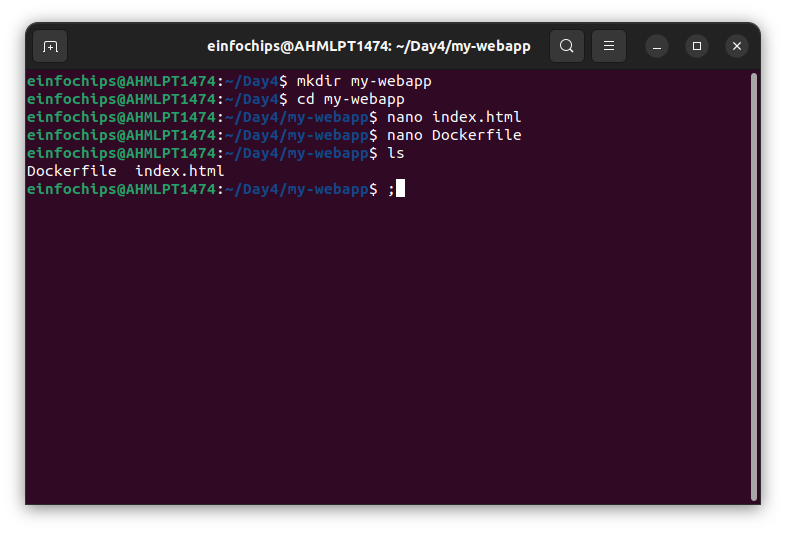 einfochips@AHMLPT1474: ~/Day4/my-webapp
einfochips@AHMLPT1474:~/Day4$ mkdir my-webapp
einfochips@AHMLPT1474:~/Day4$ cd my-webapp
einfochips@AHMLPT1474:~/Day4/my-webapp$ nano index.html
einfochips@AHMLPT1474:~/Day4/my-webapp$ nano Dockerfile
einfochips@AHMLPT1474:~/Day4/my-webapp$ ls
Dockerfile  index.html
einfochips@AHMLPT1474:~/Day4/my-webapp$ ;